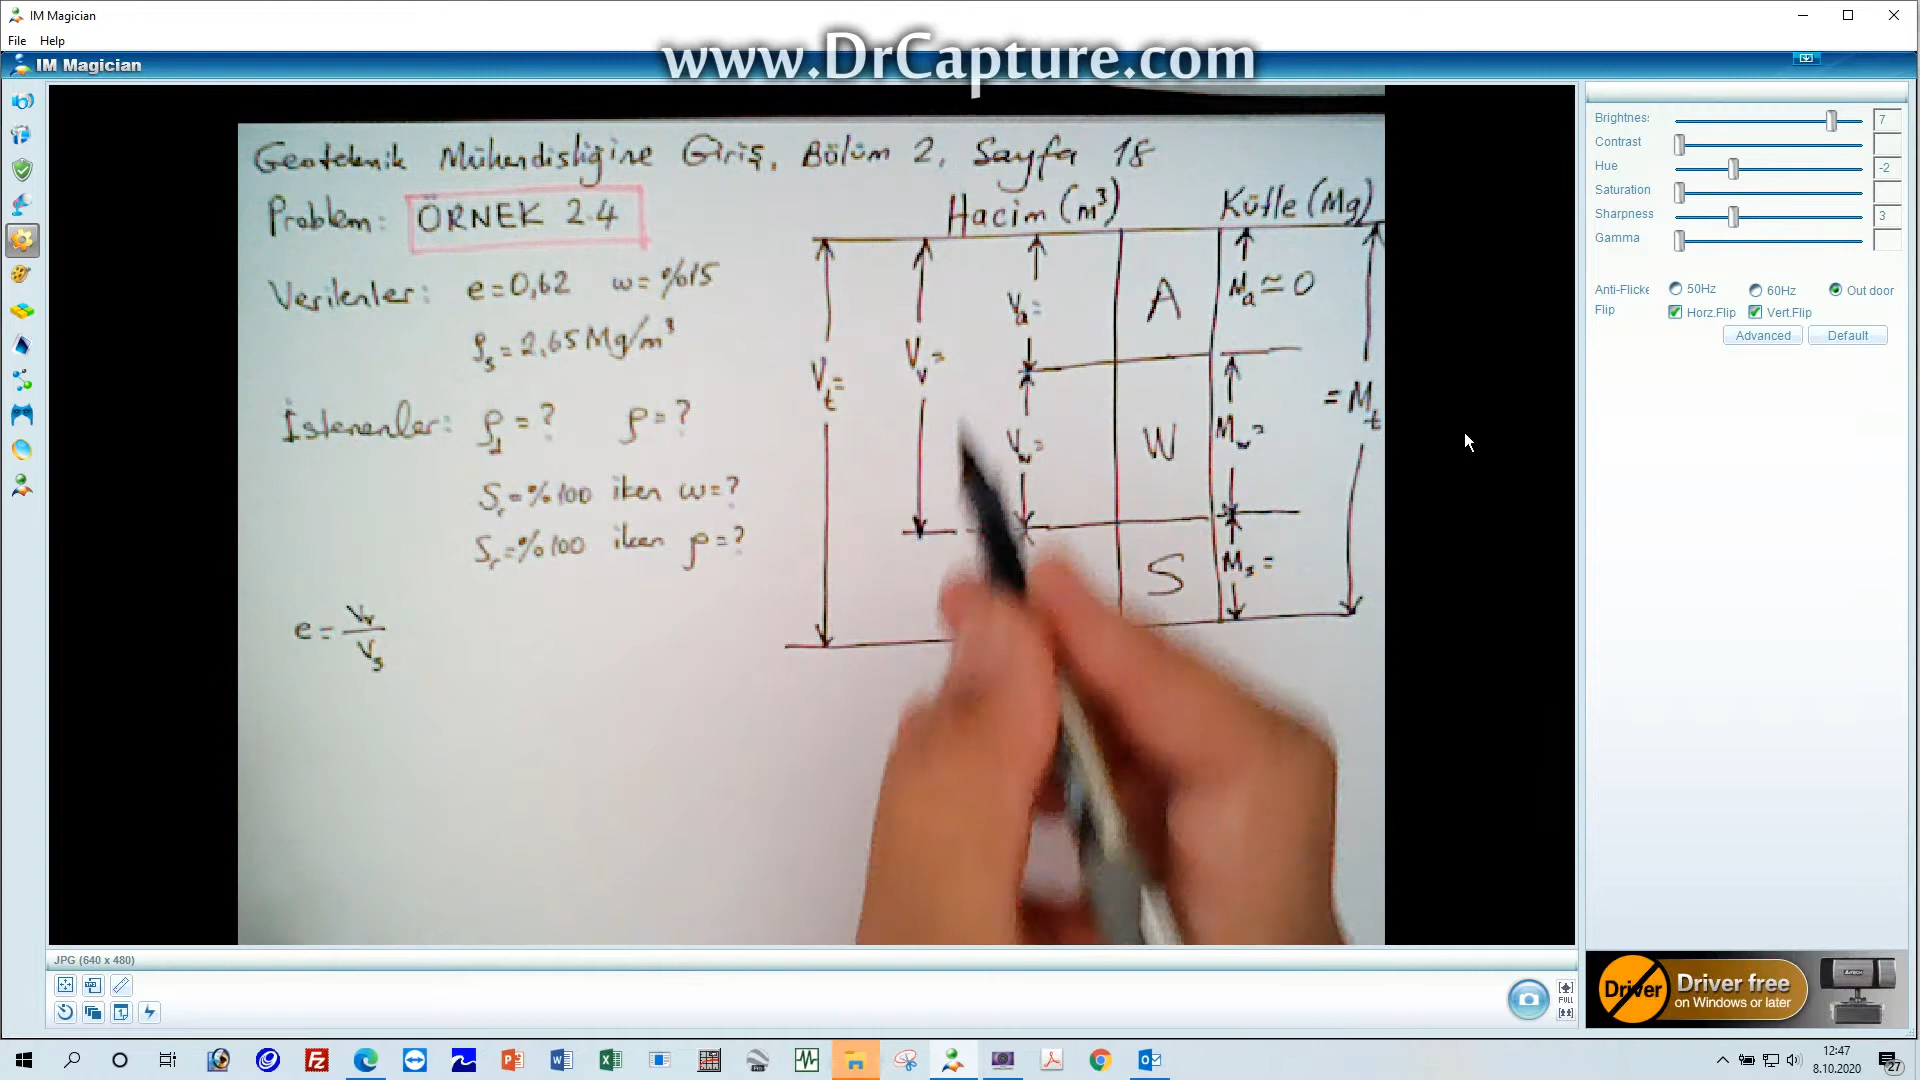 IM Magician
File Help
www.DrCapture.com
IM Magician
Geoteknik Mühendisliğine Giriş, Bölüm 2, Sayfa 18
Problem: ÖRNEK 2.4
Hacim (m³) Kütle (Mg)
Verilenler: e=0,62 w=%15
ρs=2,65 Mg/m³
İstenenler: ρd=? ρ=?
Sr=%100 iken w=?
Sr=%100 iken ρ=?
e=Vv/Vs
Vt=
Vv=
Va=
Vw=
A
W
S
Ma≃0
Mw=
Ms=
=Mt
Brightness 7
Contrast
Hue -2
Saturation
Sharpness 3
Gamma
Anti-Flicke 50Hz 60Hz Out door
Flip Horz.Flip Vert.Flip
Advanced Default
JPG (640 x 480)
FULL
Driver
Driver free
on Windows or later
12:47
8.10.2020
27